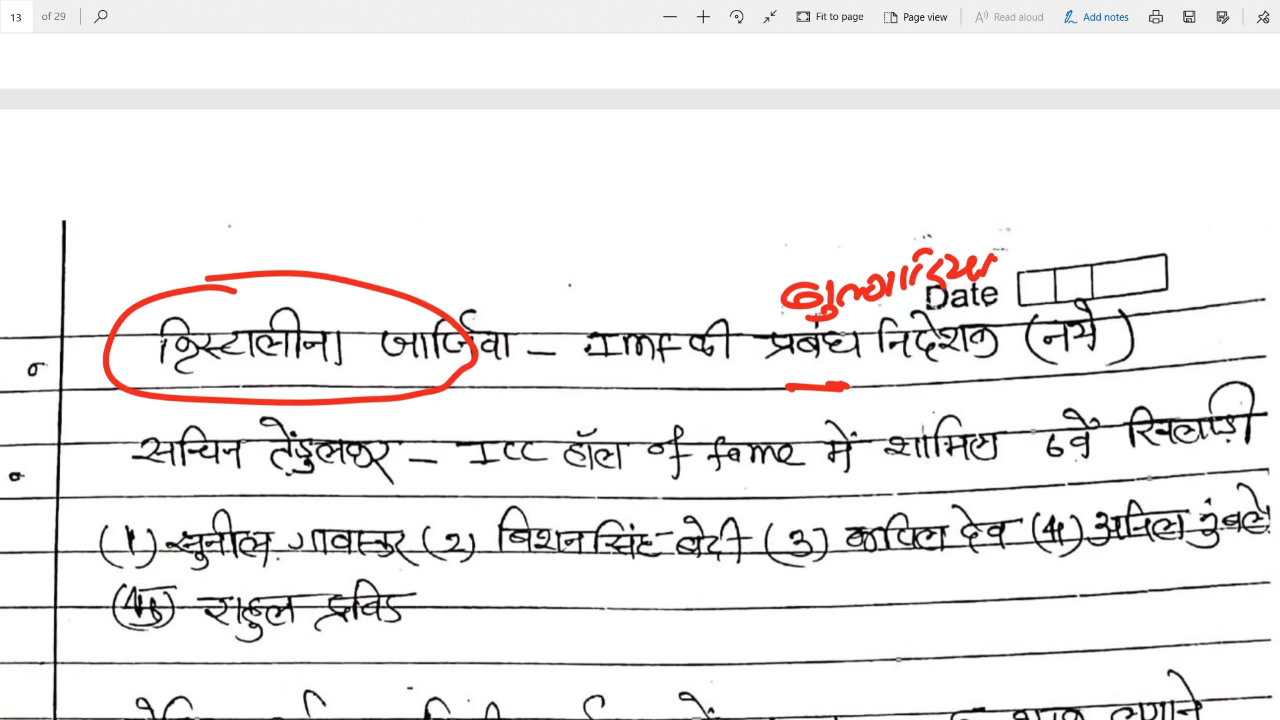 13 of 29 Fit to page Page view Read aloud Add notes
बुल्गारिया
Date
क्रिस्टालीना जार्जिवा – IMF की प्रबंध निदेशक (नये)
सचिन तेंडुलकर – ICC हॉल of fame में शामिल 6वें खिलाड़ी
(1) सुनील गावस्कर (2) बिशन सिंह बेदी (3) कपिल देव (4) अनिल कुंबले
राहुल द्रविड